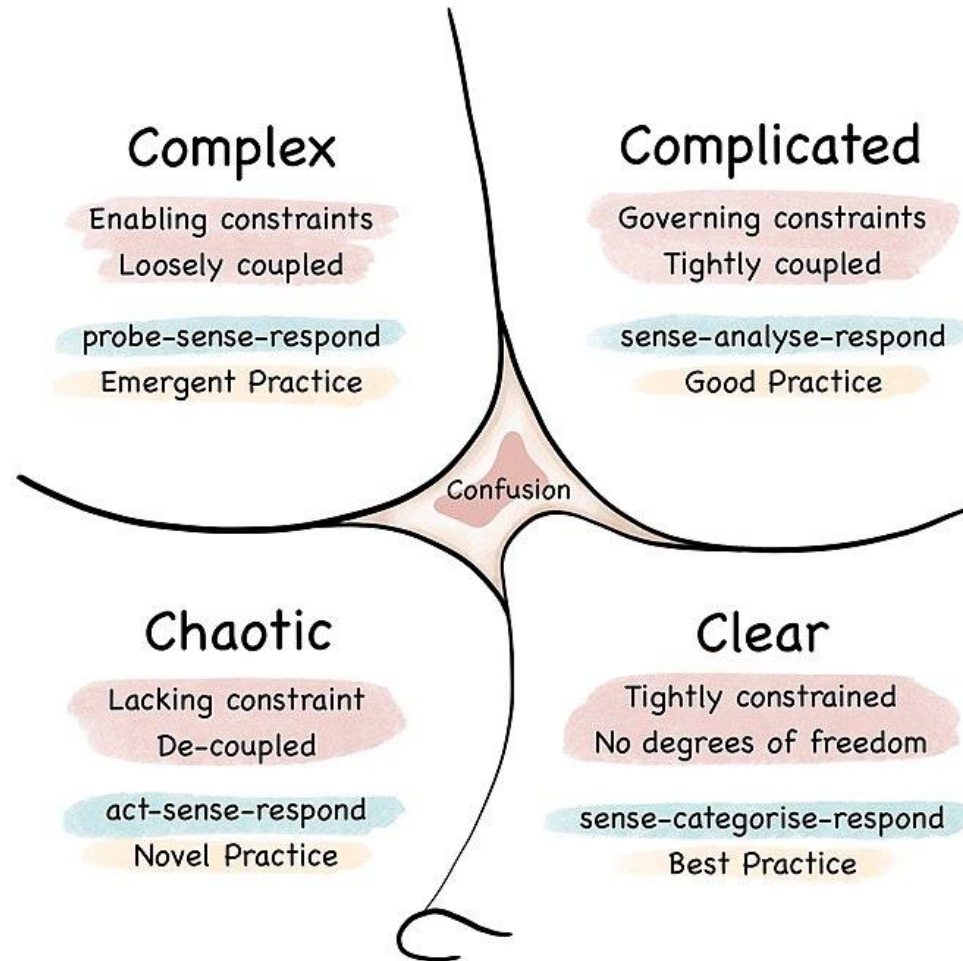 Complex
Enabling constraints
Loosely coupled
probe-sense-respond
Emergent Practice
Complicated
Governing constraints
Tightly coupled
sense-analyse-respond
Good Practice
Confusion
Chaotic
Lacking constraint
De-coupled
act-sense-respond
Novel Practice
Clear
Tightly constrained
No degrees of freedom
sense-categorise-respond
Best Practice